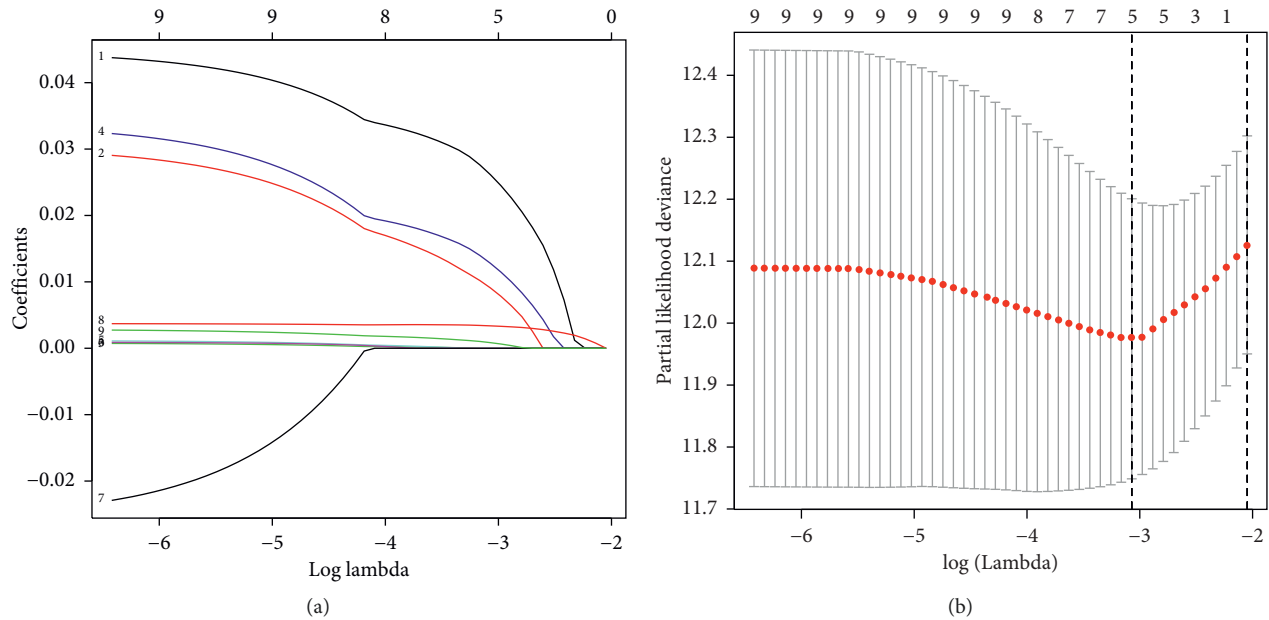 9 9 8 5 0
0.04
0.03
0.02
0.01
0.00
−0.01
−0.02
Coefficients
1
4
2
8
9
7
−6 −5 −4 −3 −2
Log lambda
(a)
9 9 9 9 9 9 9 9 9 8 7 7 5 5 3 1
12.4
12.3
12.2
12.1
12.0
11.9
11.8
11.7
Partial likelihood deviance
−6 −5 −4 −3 −2
log (Lambda)
(b)